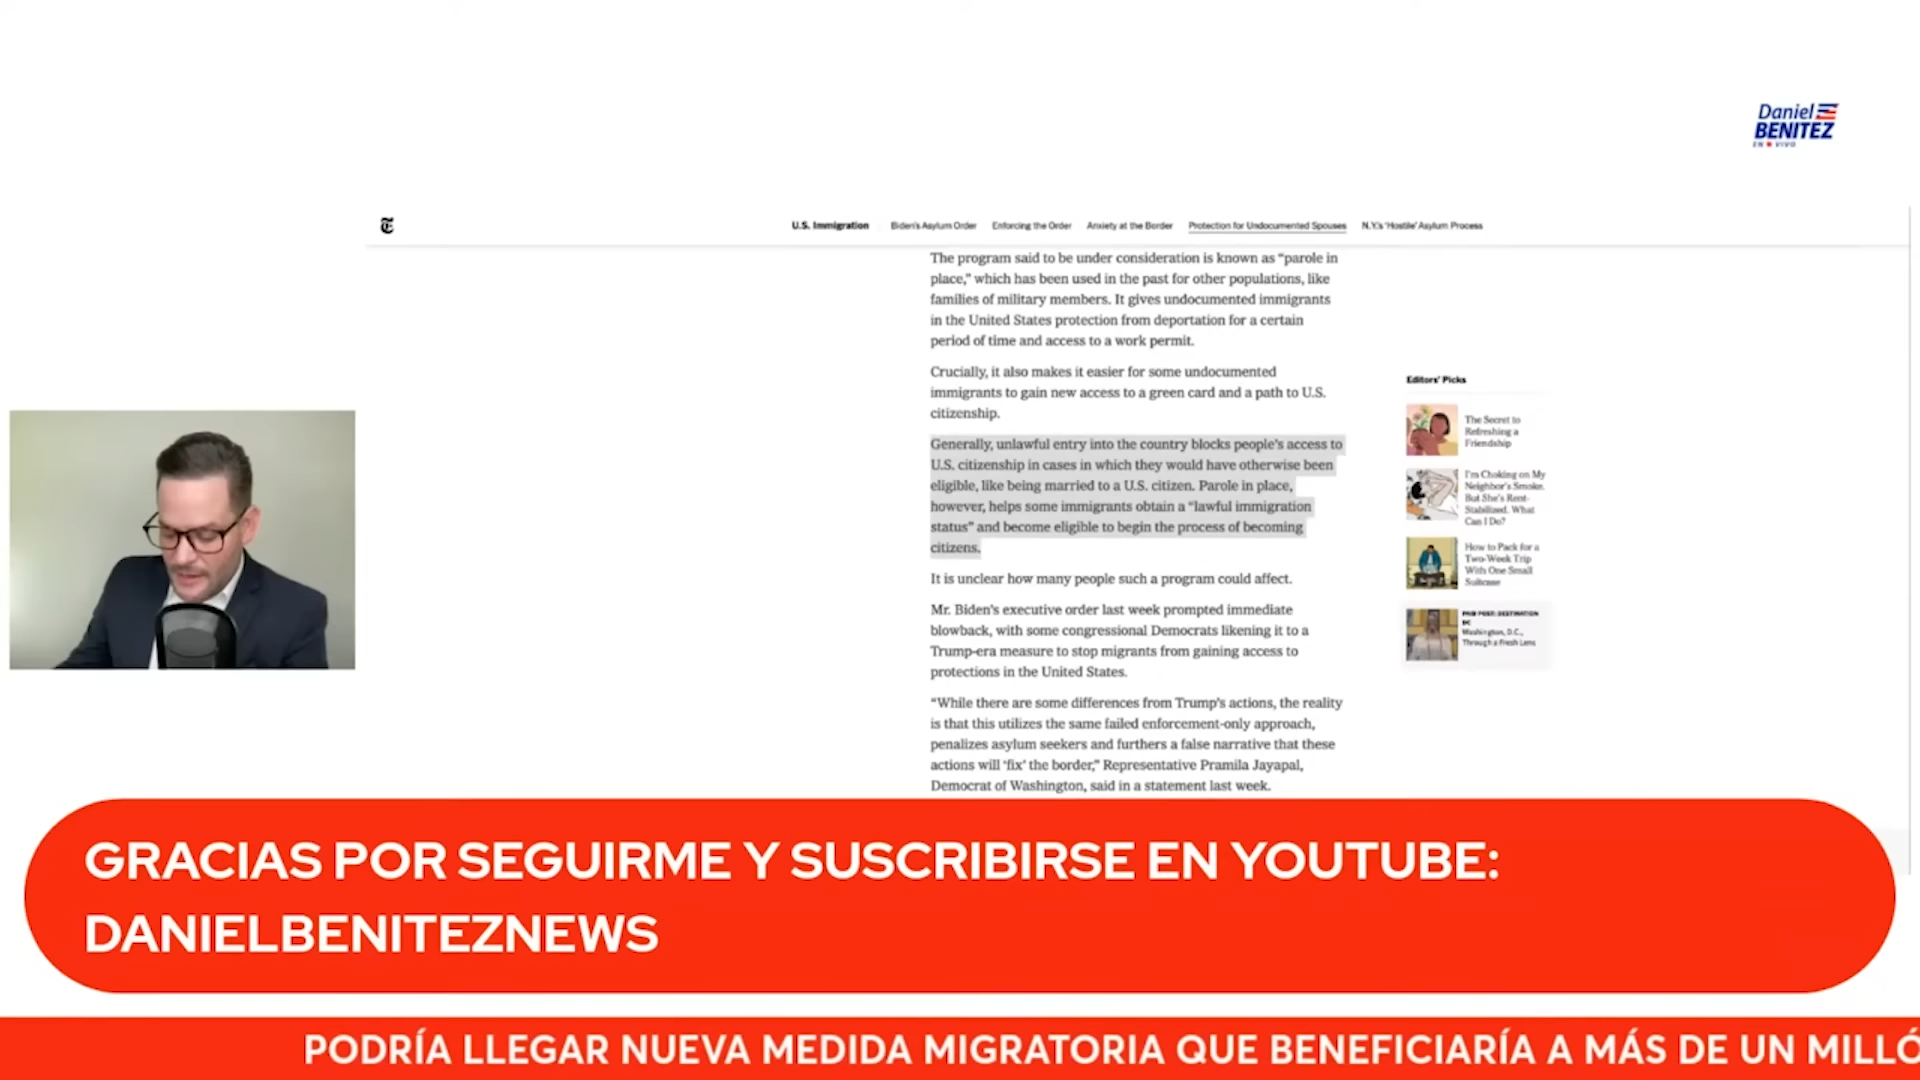 Daniel
BENITEZ
EN VIVO
U.S. Immigration
Biden's Asylum Order
Enforcing the Order
Anxiety at the Border
Protection for Undocumented Spouses
N.Y.'s 'Hostile' Asylum Process
The program said to be under consideration is known as “parole in
place,” which has been used in the past for other populations, like
families of military members. It gives undocumented immigrants
in the United States protection from deportation for a certain
period of time and access to a work permit.
Crucially, it also makes it easier for some undocumented
immigrants to gain new access to a green card and a path to U.S.
citizenship.
Generally, unlawful entry into the country blocks people’s access to
U.S. citizenship in cases in which they would have otherwise been
eligible, like being married to a U.S. citizen. Parole in place,
however, helps some immigrants obtain a “lawful immigration
status” and become eligible to begin the process of becoming
citizens.
It is unclear how many people such a program could affect.
Mr. Biden’s executive order last week prompted immediate
blowback, with some congressional Democrats likening it to a
Trump-era measure to stop migrants from gaining access to
protections in the United States.
“While there are some differences from Trump’s actions, the reality
is that this utilizes the same failed enforcement-only approach,
penalizes asylum seekers and furthers a false narrative that these
actions will ‘fix’ the border,” Representative Pramila Jayapal,
Democrat of Washington, said in a statement last week.
Editors’ Picks
The Secret to
Refreshing a
Friendship
I’m Choking on My
Neighbor’s Smoke.
But She’s Rent-
Stabilized. What
Can I Do?
How to Pack for a
Two-Week Trip
With One Small
Suitcase
PAID POST: DESTINATION
DC
Washington, D.C.,
Through a Fresh Lens
GRACIAS POR SEGUIRME Y SUSCRIBIRSE EN YOUTUBE:
DANIELBENITEZNEWS
PODRÍA LLEGAR NUEVA MEDIDA MIGRATORIA QUE BENEFICIARÍA A MÁS DE UN MILLÓ